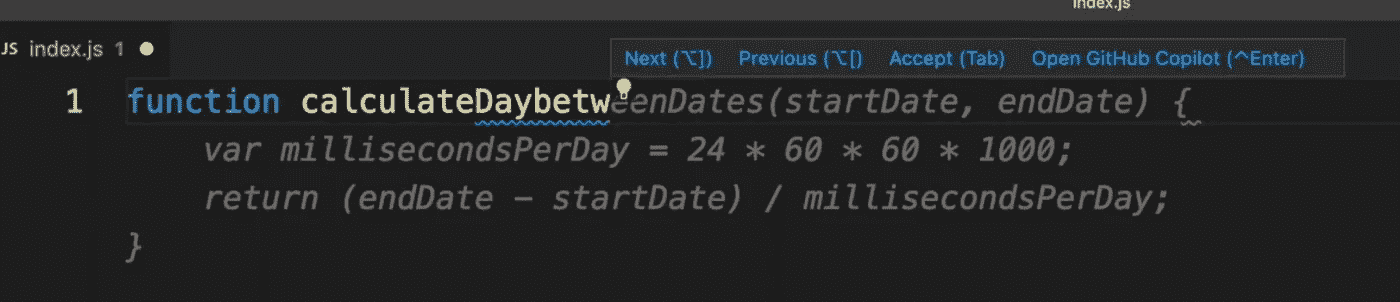 index.js
JS index.js 1
Next (⌥]) Previous (⌥[) Accept (Tab) Open GitHub Copilot (^Enter)
1 function calculateDaybetweenDates(startDate, endDate) {
var millisecondsPerDay = 24 * 60 * 60 * 1000;
return (endDate - startDate) / millisecondsPerDay;
}